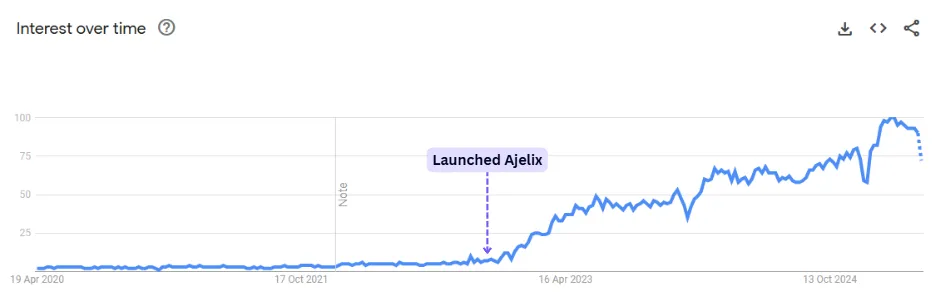 Interest over time
100
75
50
25
Launched Ajelix
Note
19 Apr 2020
17 Oct 2021
16 Apr 2023
13 Oct 2024